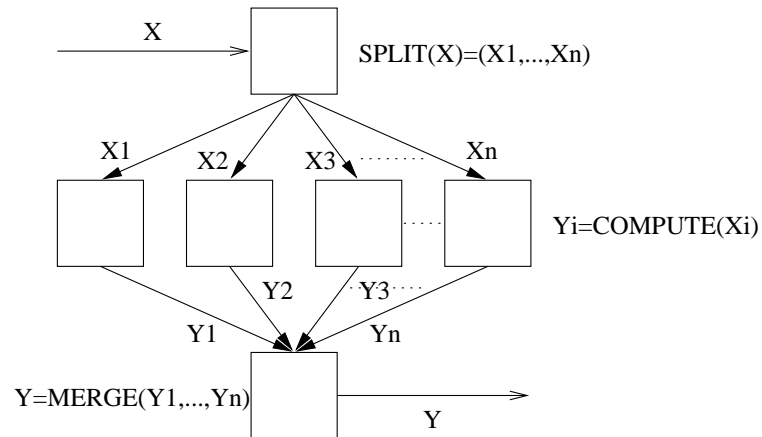 X
SPLIT(X)=(X1,...,Xn)
X1
X2
X3
Xn
Yi=COMPUTE(Xi)
Y1
Y2
Y3
Yn
Y=MERGE(Y1,...,Yn)
Y